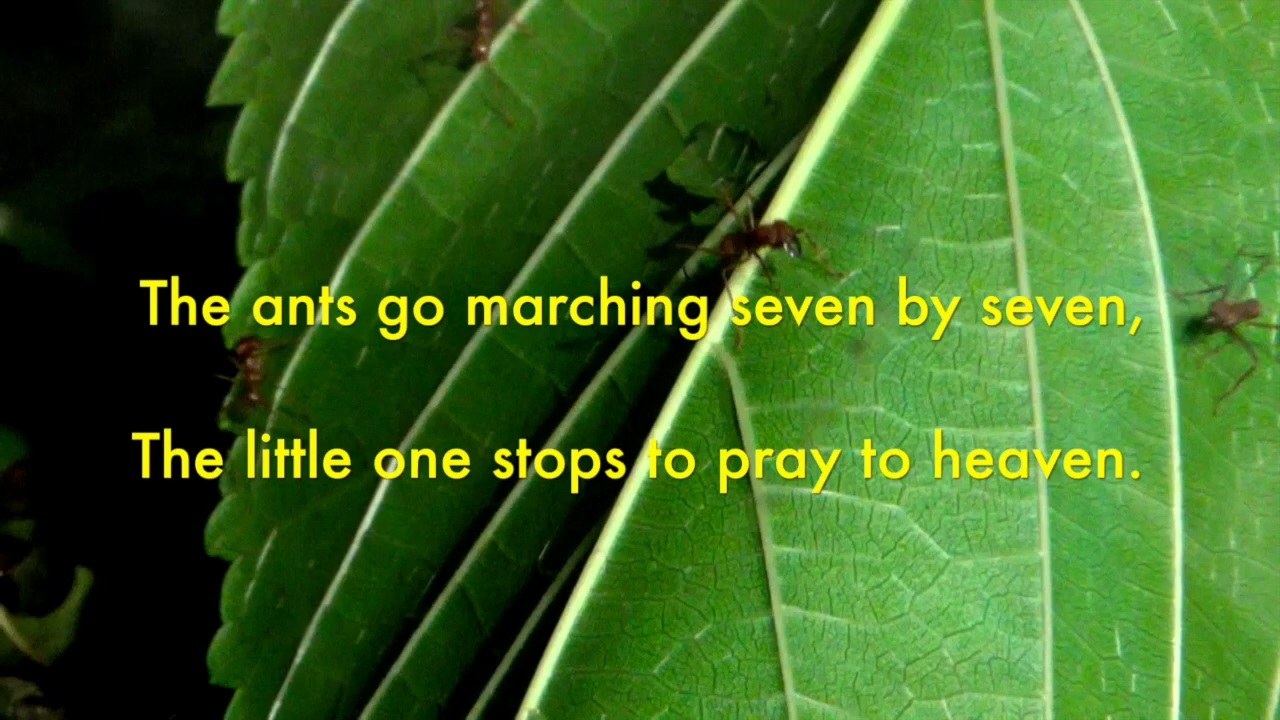 The ants go marching seven by seven,
The little one stops to pray to heaven.